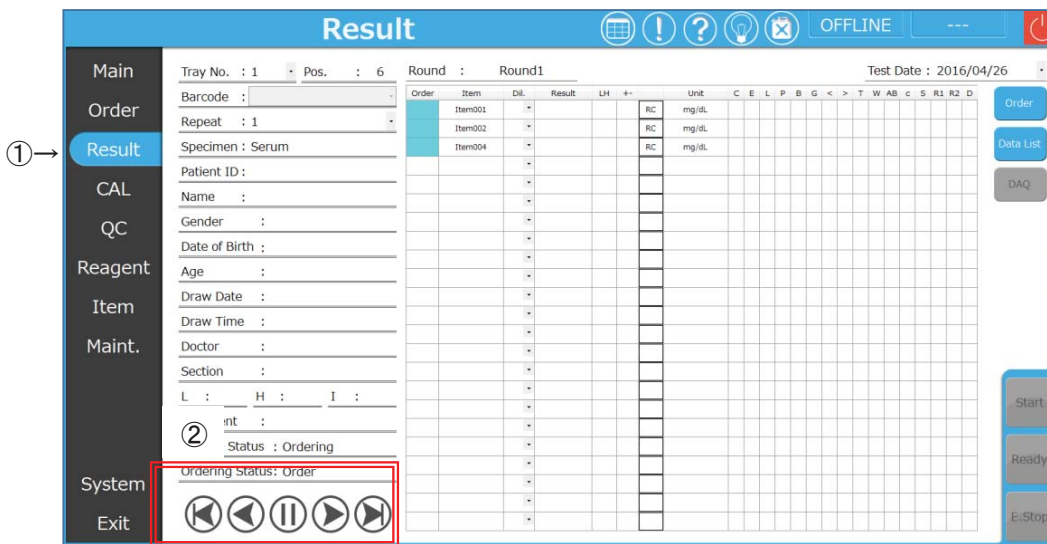 Result
OFFLINE
---
①→
Main
Order
Result
CAL
QC
Reagent
Item
Maint.
System
Exit
Tray No. : 1 Pos. : 6
Barcode :
Repeat : 1
Specimen : Serum
Patient ID :
Name :
Gender :
Date of Birth :
Age :
Draw Date :
Draw Time :
Doctor :
Section :
L : H : I :
②
nt :
Status : Ordering
Ordering Status: Order
Round : Round1
Test Date : 2016/04/26
Order Item Dil. Result LH +- Unit C E L P B G < > T W AB c S R1 R2 D
Item001 RC mg/dL
Item002 RC mg/dL
Item004 RC mg/dL
Order
Data List
DAQ
Start
Ready
E.Stop